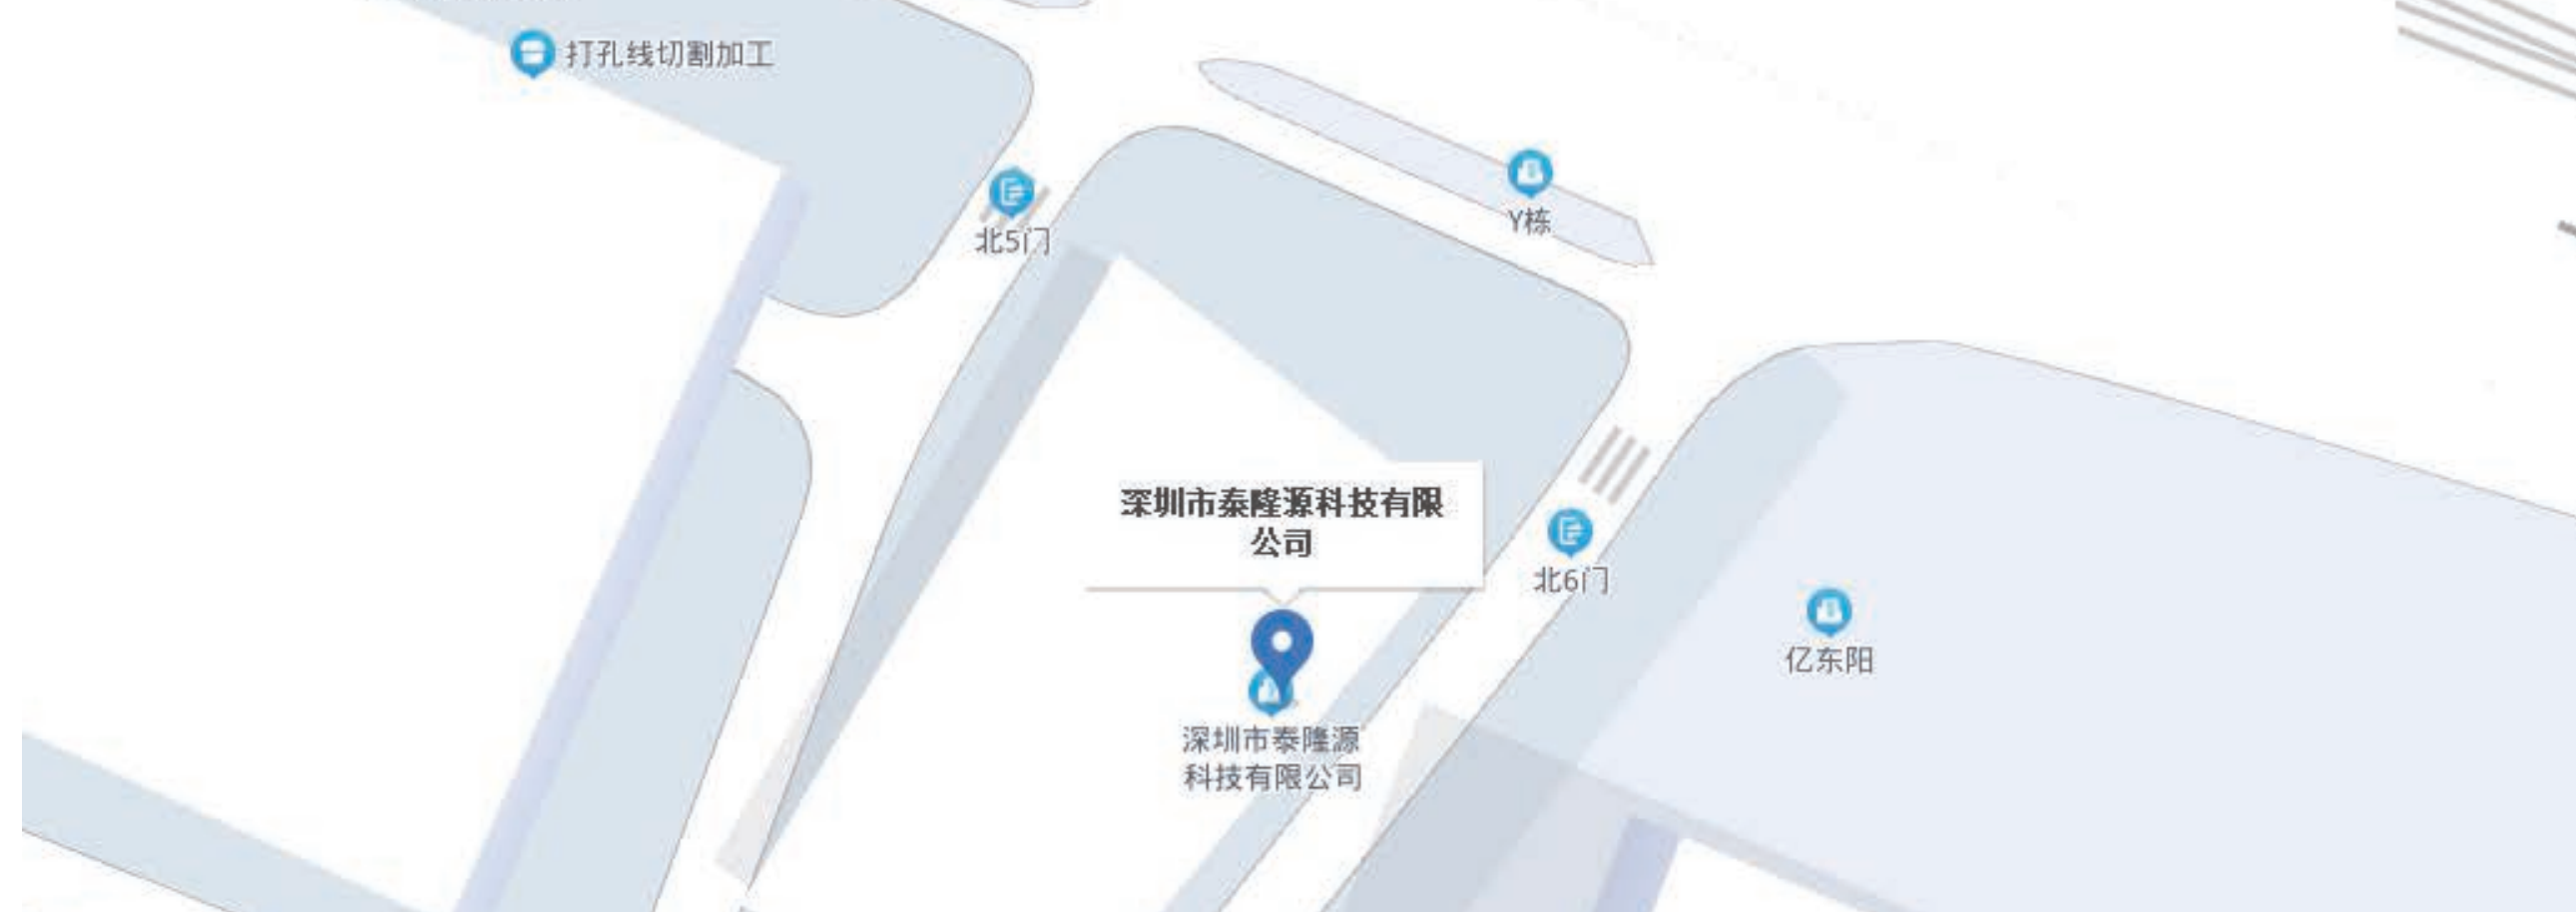 打孔线切割加工
Y栋
北5门
深圳市泰隆源科技有限
公司
北6门
亿东阳
深圳市泰隆源
科技有限公司